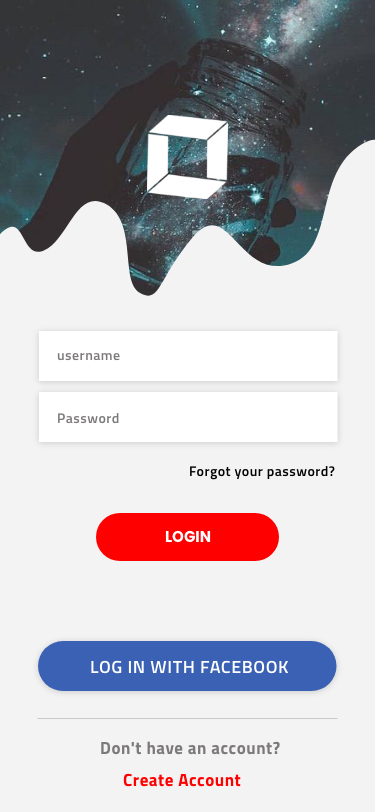 username
Password
Forgot your password?
LOGIN
LOG IN WITH FACEBOOK
Don't have an account?
Create Account